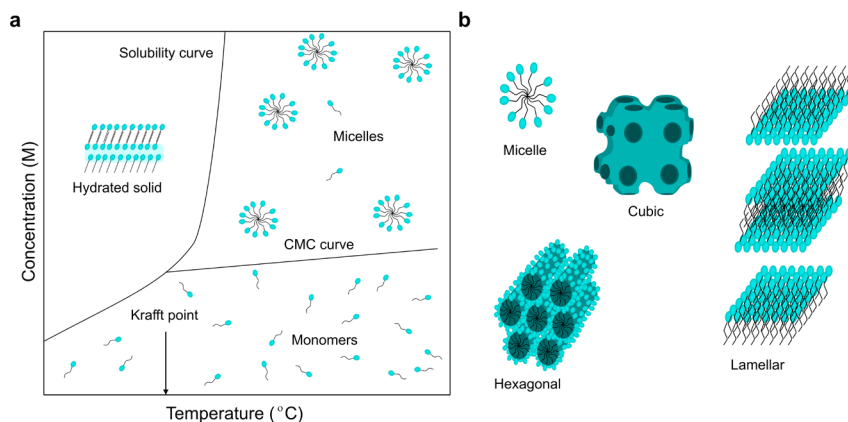 a
Solubility curve
Hydrated solid
Micelles
CMC curve
Krafft point
Monomers
Concentration (M)
Temperature (°C)
b
Micelle
Cubic
Hexagonal
Lamellar